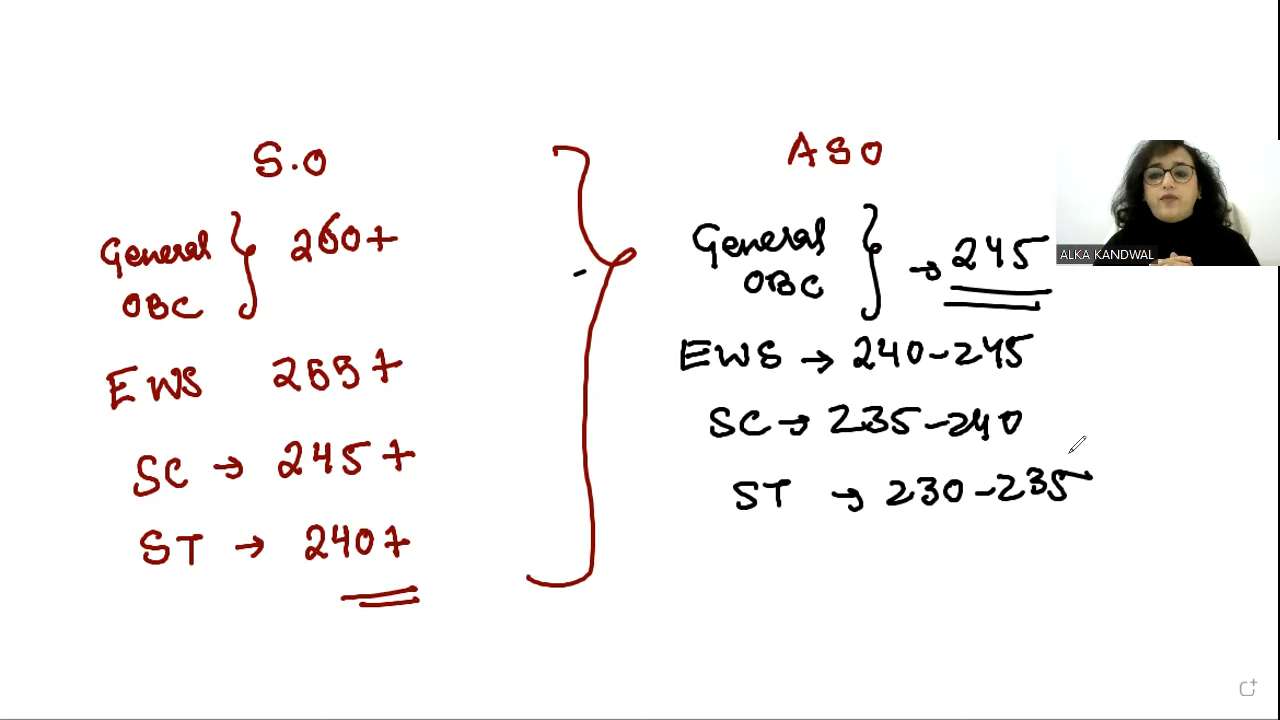 S.O
General
OBC
260+
EWS 255+
SC → 245+
ST → 240+
ASO
General
OBC
→ 245
EWS → 240-245
SC → 235-240
ST → 230-235
ALKA KANDWAL